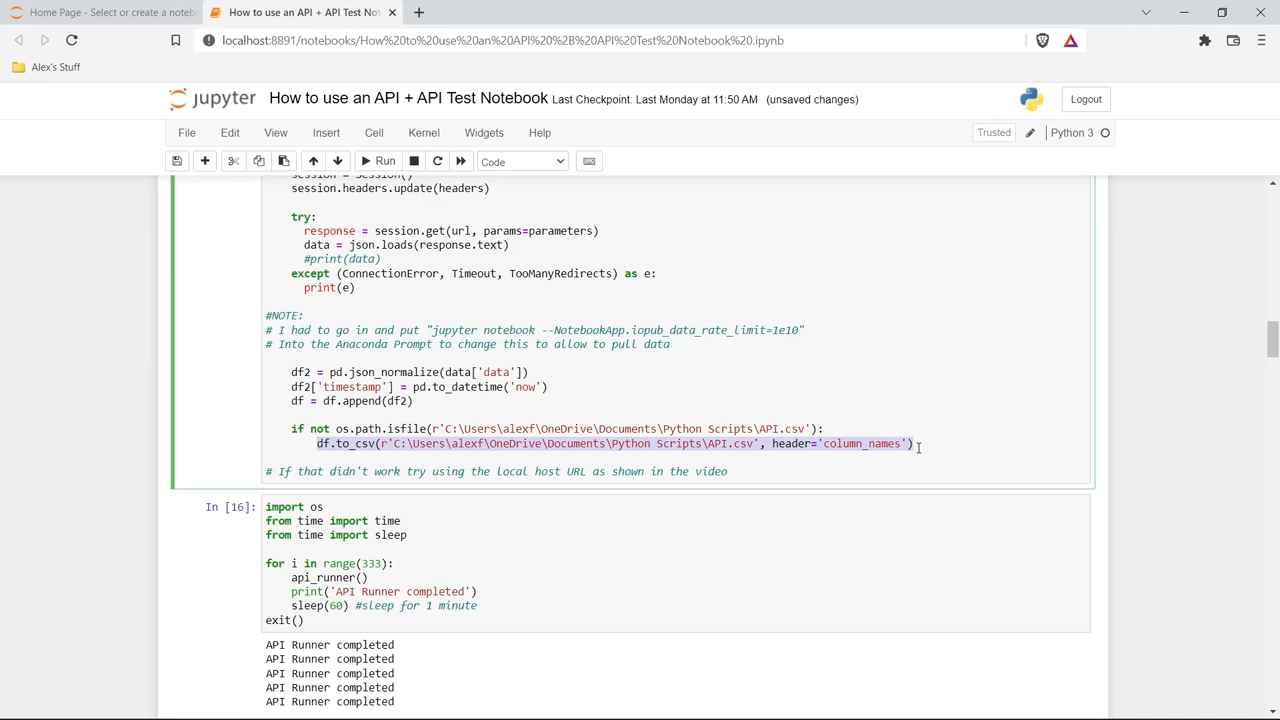 Home Page - Select or create a noteb
How to use an API + API Test Not
localhost:8891/notebooks/How%20to%20use%20an%20API%20%2B%20API%20Test%20Notebook%20.ipynb
Alex's Stuff
jupyter How to use an API + API Test Notebook Last Checkpoint: Last Monday at 11:50 AM (unsaved changes)
Logout
File Edit View Insert Cell Kernel Widgets Help
Trusted
Python 3
Run
Code
session = Session()
session.headers.update(headers)
try:
response = session.get(url, params=parameters)
data = json.loads(response.text)
#print(data)
except (ConnectionError, Timeout, TooManyRedirects) as e:
print(e)
#NOTE:
# I had to go in and put "jupyter notebook --NotebookApp.iopub_data_rate_limit=1e10"
# Into the Anaconda Prompt to change this to allow to pull data
df2 = pd.json_normalize(data['data'])
df2['timestamp'] = pd.to_datetime('now')
df = df.append(df2)
if not os.path.isfile(r'C:\Users\alexf\OneDrive\Documents\Python Scripts\API.csv'):
df.to_csv(r'C:\Users\alexf\OneDrive\Documents\Python Scripts\API.csv', header='column_names')
# If that didn't work try using the local host URL as shown in the video
In [16]:
import os
from time import time
from time import sleep
for i in range(333):
api_runner()
print('API Runner completed')
sleep(60) #sleep for 1 minute
exit()
API Runner completed
API Runner completed
API Runner completed
API Runner completed
API Runner completed